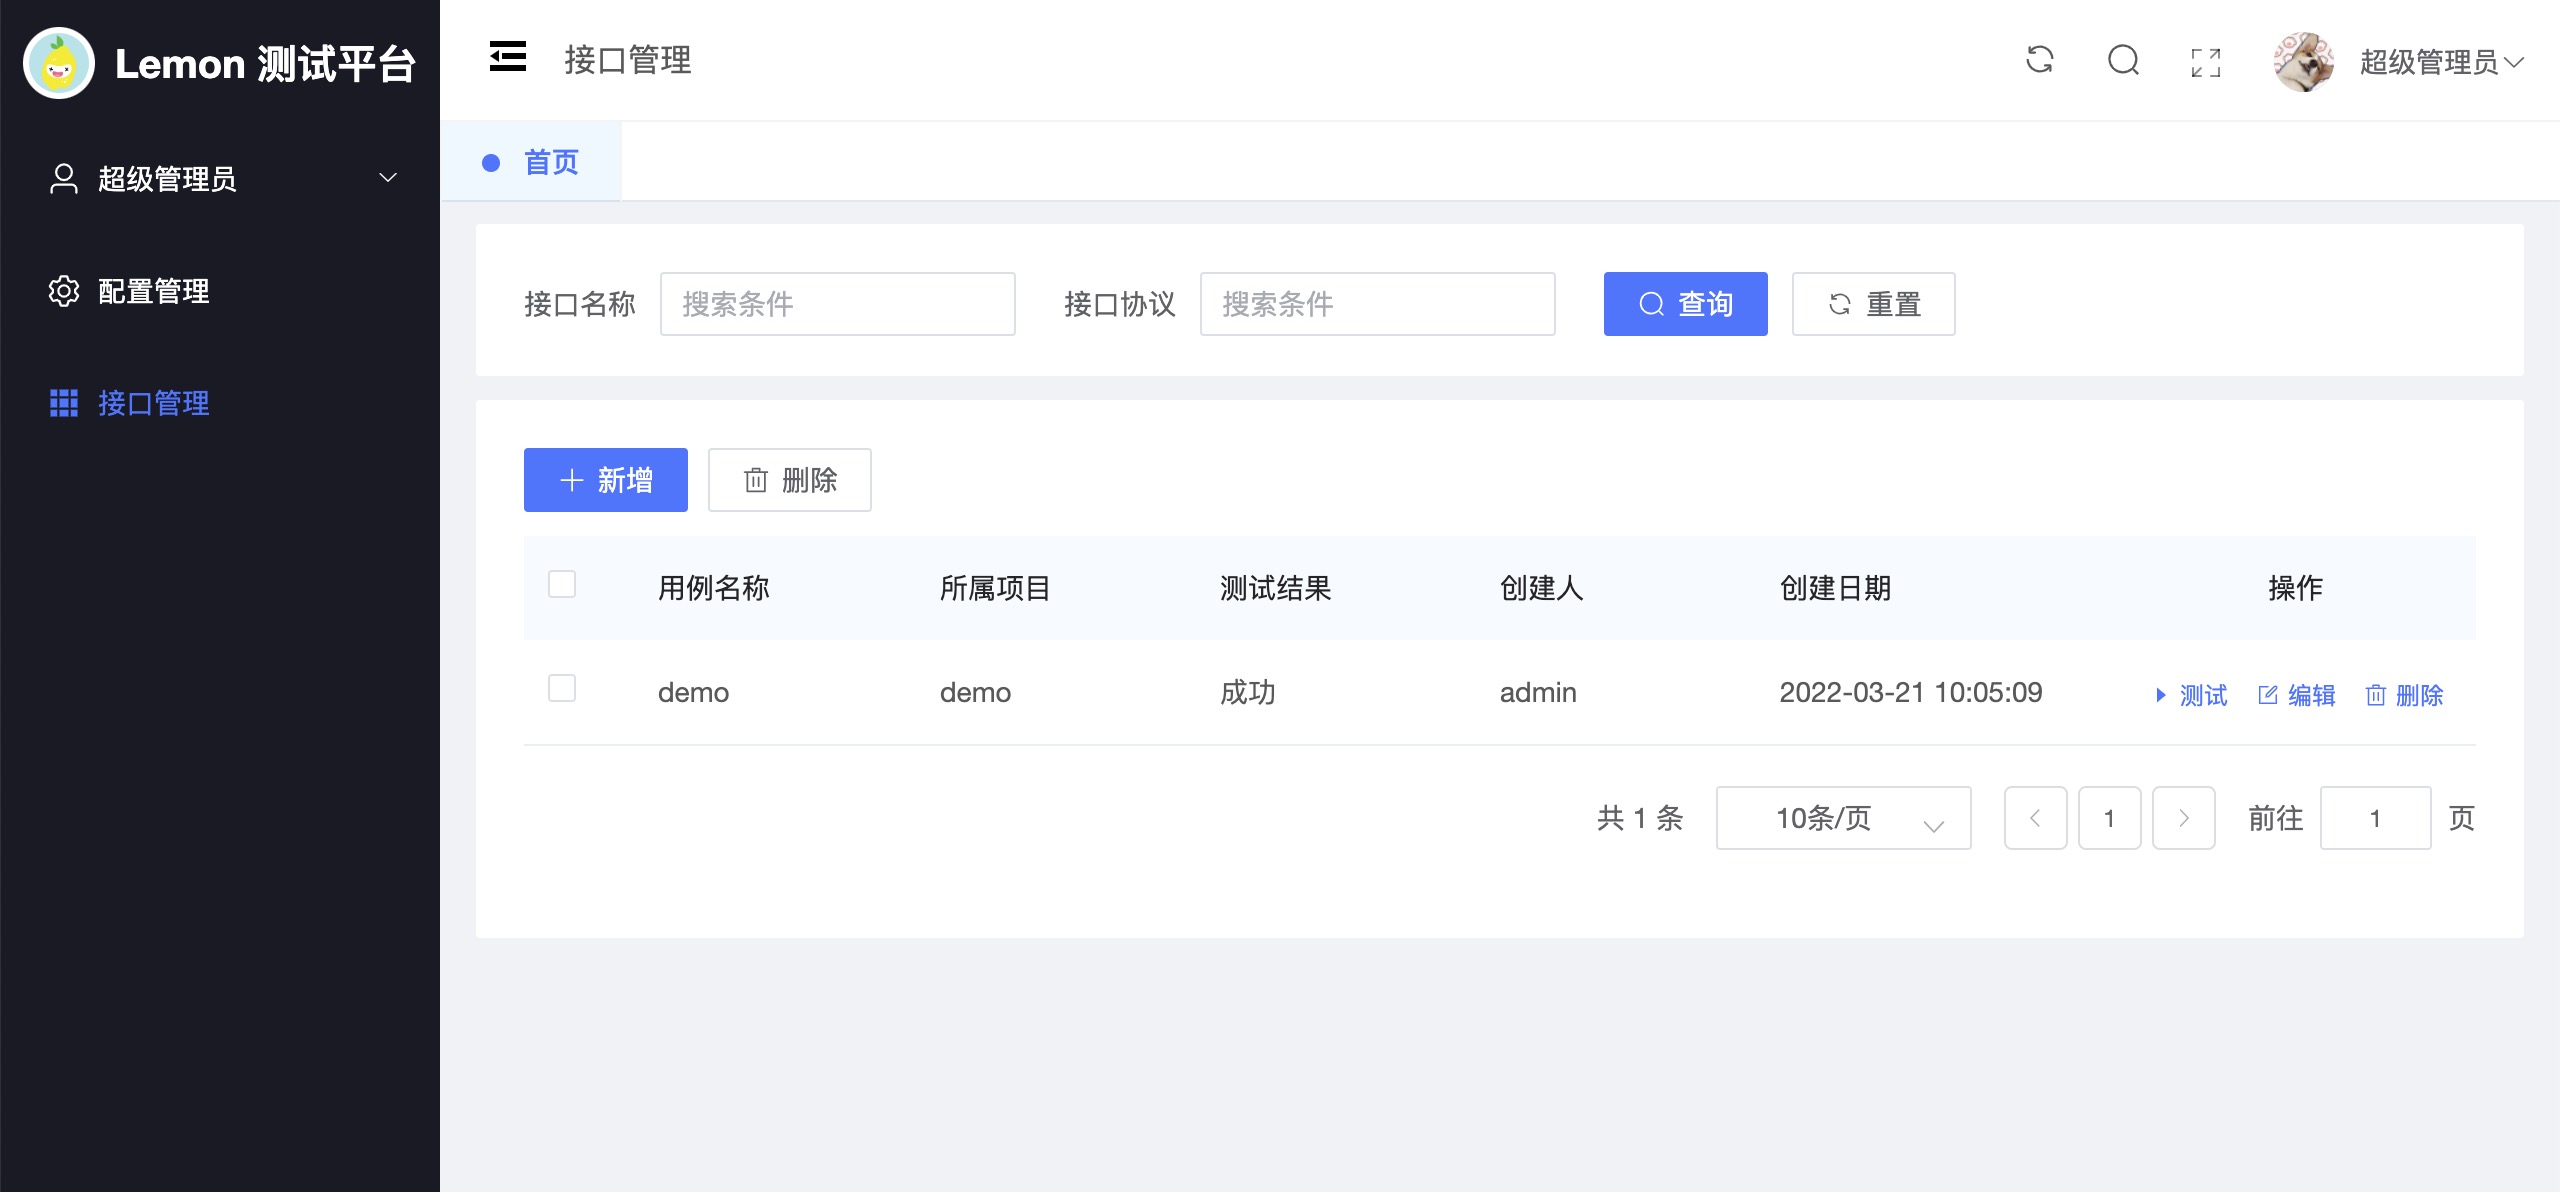 Lemon 测试平台
超级管理员
配置管理
接口管理
接口管理
超级管理员
首页
接口名称 搜索条件 接口协议 搜索条件 查询 重置
新增 删除
用例名称 所属项目 测试结果 创建人 创建日期 操作
demo demo 成功 admin 2022-03-21 10:05:09 测试 编辑 删除
共 1 条 10条/页 1 前往 1 页